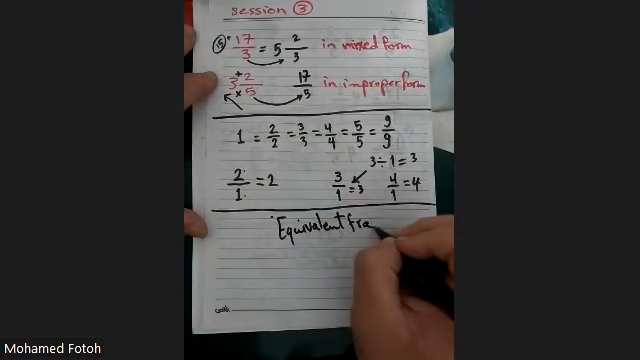 session ③
17/3 = 5 2/3 in mixed form
3 + 2/5 × 17/5 in improper form
1 = 2/2 = 3/3 = 4/4 = 5/5 = 9/9
3 ÷ 1 = 3
2/1 = 2 3/1 = 3 4/1 = 4
Equivalent fra
Mohamed Fotoh